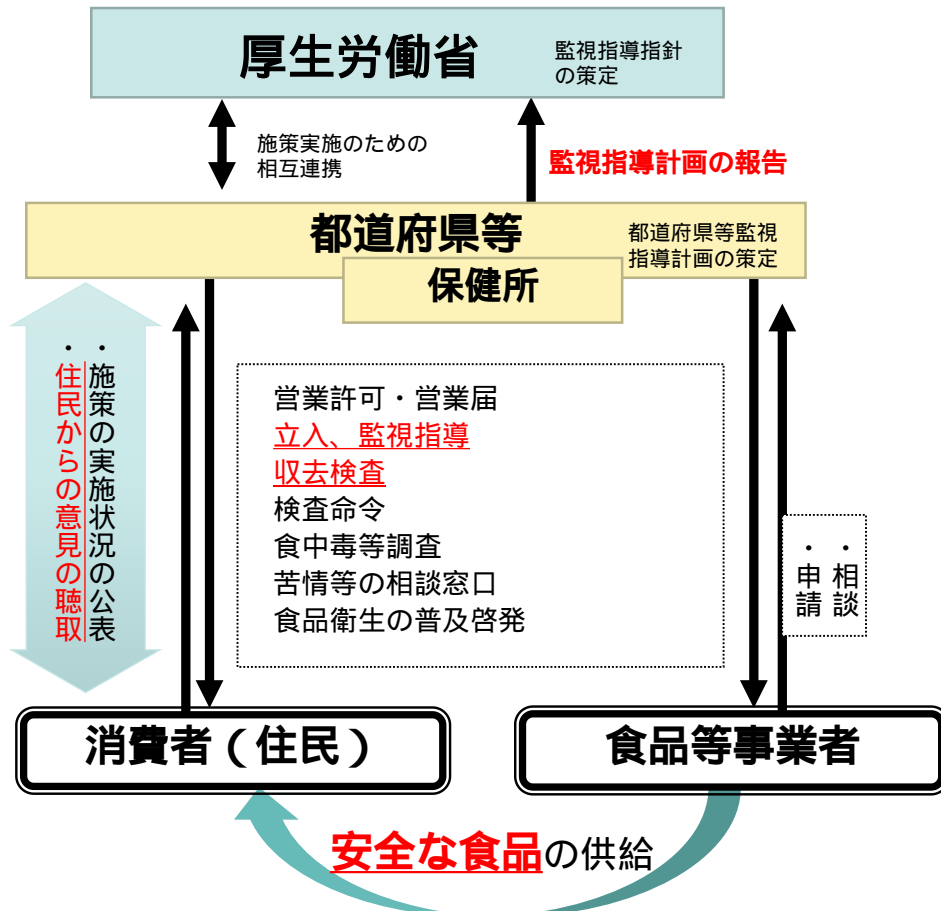 厚生労働省
監視指導指針
の策定
施策実施のための
相互連携
監視指導計画の報告
都道府県等
都道府県等監視
指導計画の策定
保健所
・施策の実施状況の公表
・住民からの意見の聴取
営業許可・営業届
立入、監視指導
収去検査
検査命令
食中毒等調査
苦情等の相談窓口
食品衛生の普及啓発
・相談
・申請
消費者（住民）
食品等事業者
安全な食品の供給